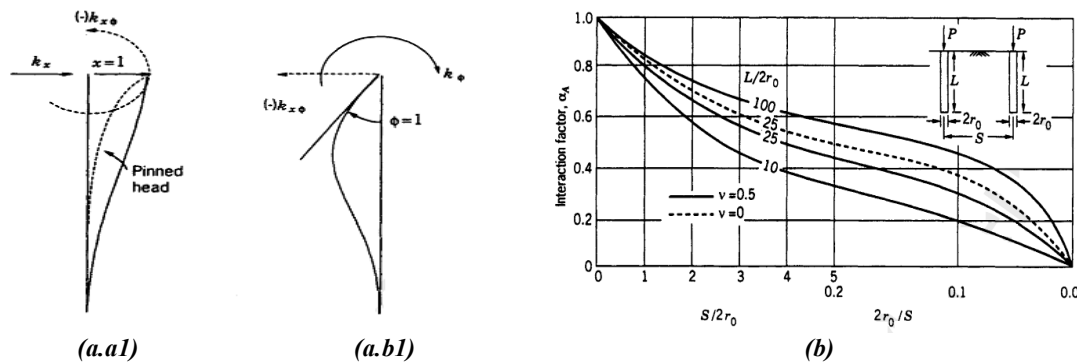 (-)kxφ
kx
x=1
Pinned
head
(a.a1)
kφ
(-)kxφ
φ=1
(a.b1)
Interaction factor, αA
1.0
0.8
0.6
0.4
0.2
0
L/2r0
100
25
25
10
ν=0.5
ν=0
P
P
L
L
2r0
2r0
S
0
1
2
3
4
5
0.2
0.1
0.0
S/2r0
2r0/S
(b)